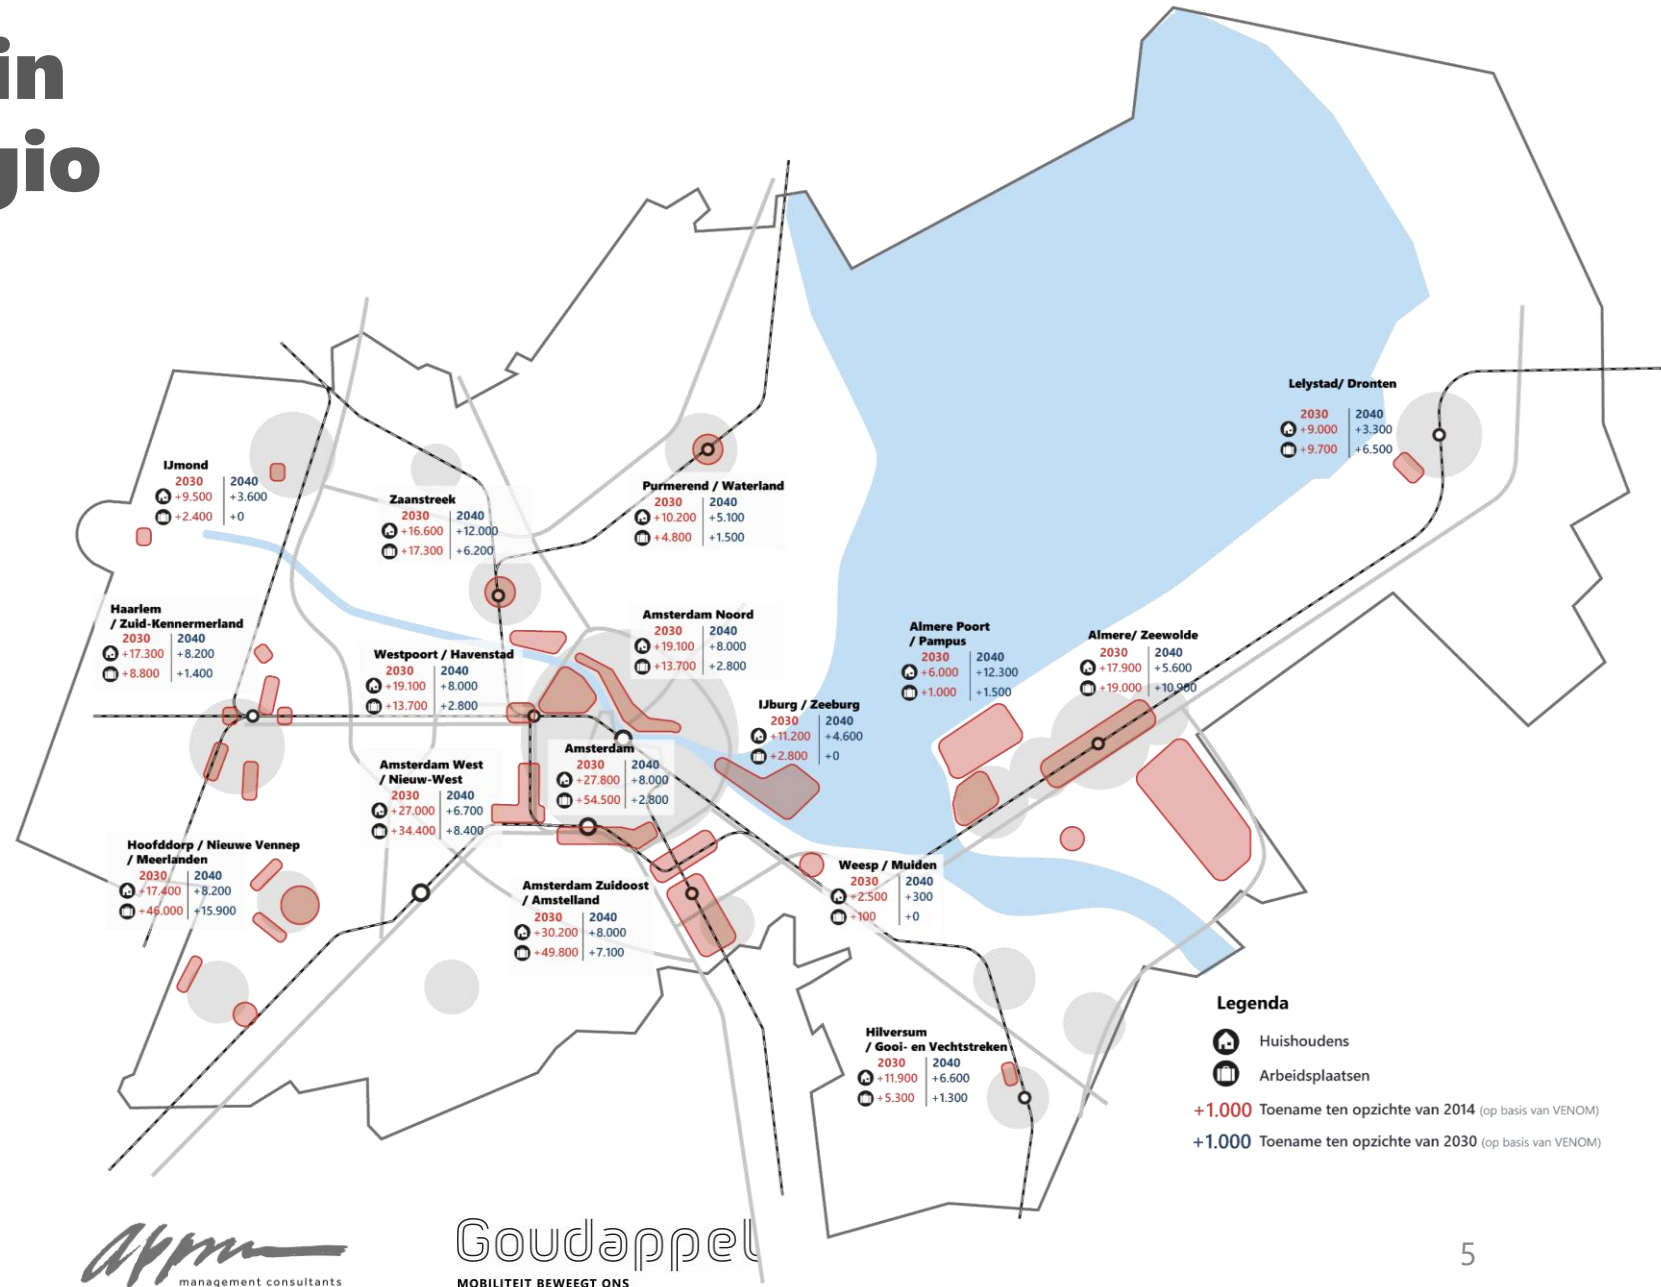 in
gio
Lelystad/ Dronten
2030 2040
+9.000 +3.300
+9.700 +6.500
IJmond
2030 2040
+9.500 +3.600
+2.400 +0
Zaanstreek
2030 2040
+16.600 +12.000
+17.300 +6.200
Purmerend / Waterland
2030 2040
+10.200 +5.100
+4.800 +1.500
Haarlem
/ Zuid-Kennermerland
2030 2040
+17.300 +8.200
+8.800 +1.400
Westpoort / Havenstad
2030 2040
+19.100 +8.000
+13.700 +2.800
Amsterdam Noord
2030 2040
+19.100 +8.000
+13.700 +2.800
Almere Poort
/ Pampus
2030 2040
+6.000 +12.300
+1.000 +1.500
Almere/ Zeewolde
2030 2040
+17.900 +5.600
+19.000 +10.900
IJburg / Zeeburg
2030 2040
+11.200 +4.600
+2.800 +0
Amsterdam West
/ Nieuw-West
2030 2040
+27.000 +6.700
+34.400 +8.400
Amsterdam
2030 2040
+27.800 +8.000
+54.500 +2.800
Hoofddorp / Nieuwe Vennep
/ Meerlanden
2030 2040
+17.400 +8.200
+46.000 +15.900
Amsterdam Zuidoost
/ Amstelland
2030 2040
+30.200 +8.000
+49.800 +7.100
Weesp / Muiden
2030 2040
+2.500 +300
+100 +0
Hilversum
/ Gooi- en Vechtstreken
2030 2040
+11.900 +6.600
+5.300 +1.300
Legenda
Huishoudens
Arbeidsplaatsen
+1.000 Toename ten opzichte van 2014 (op basis van VENOM)
+1.000 Toename ten opzichte van 2030 (op basis van VENOM)
appm
management consultants
Goudappel
MOBILITEIT BEWEEGT ONS
5